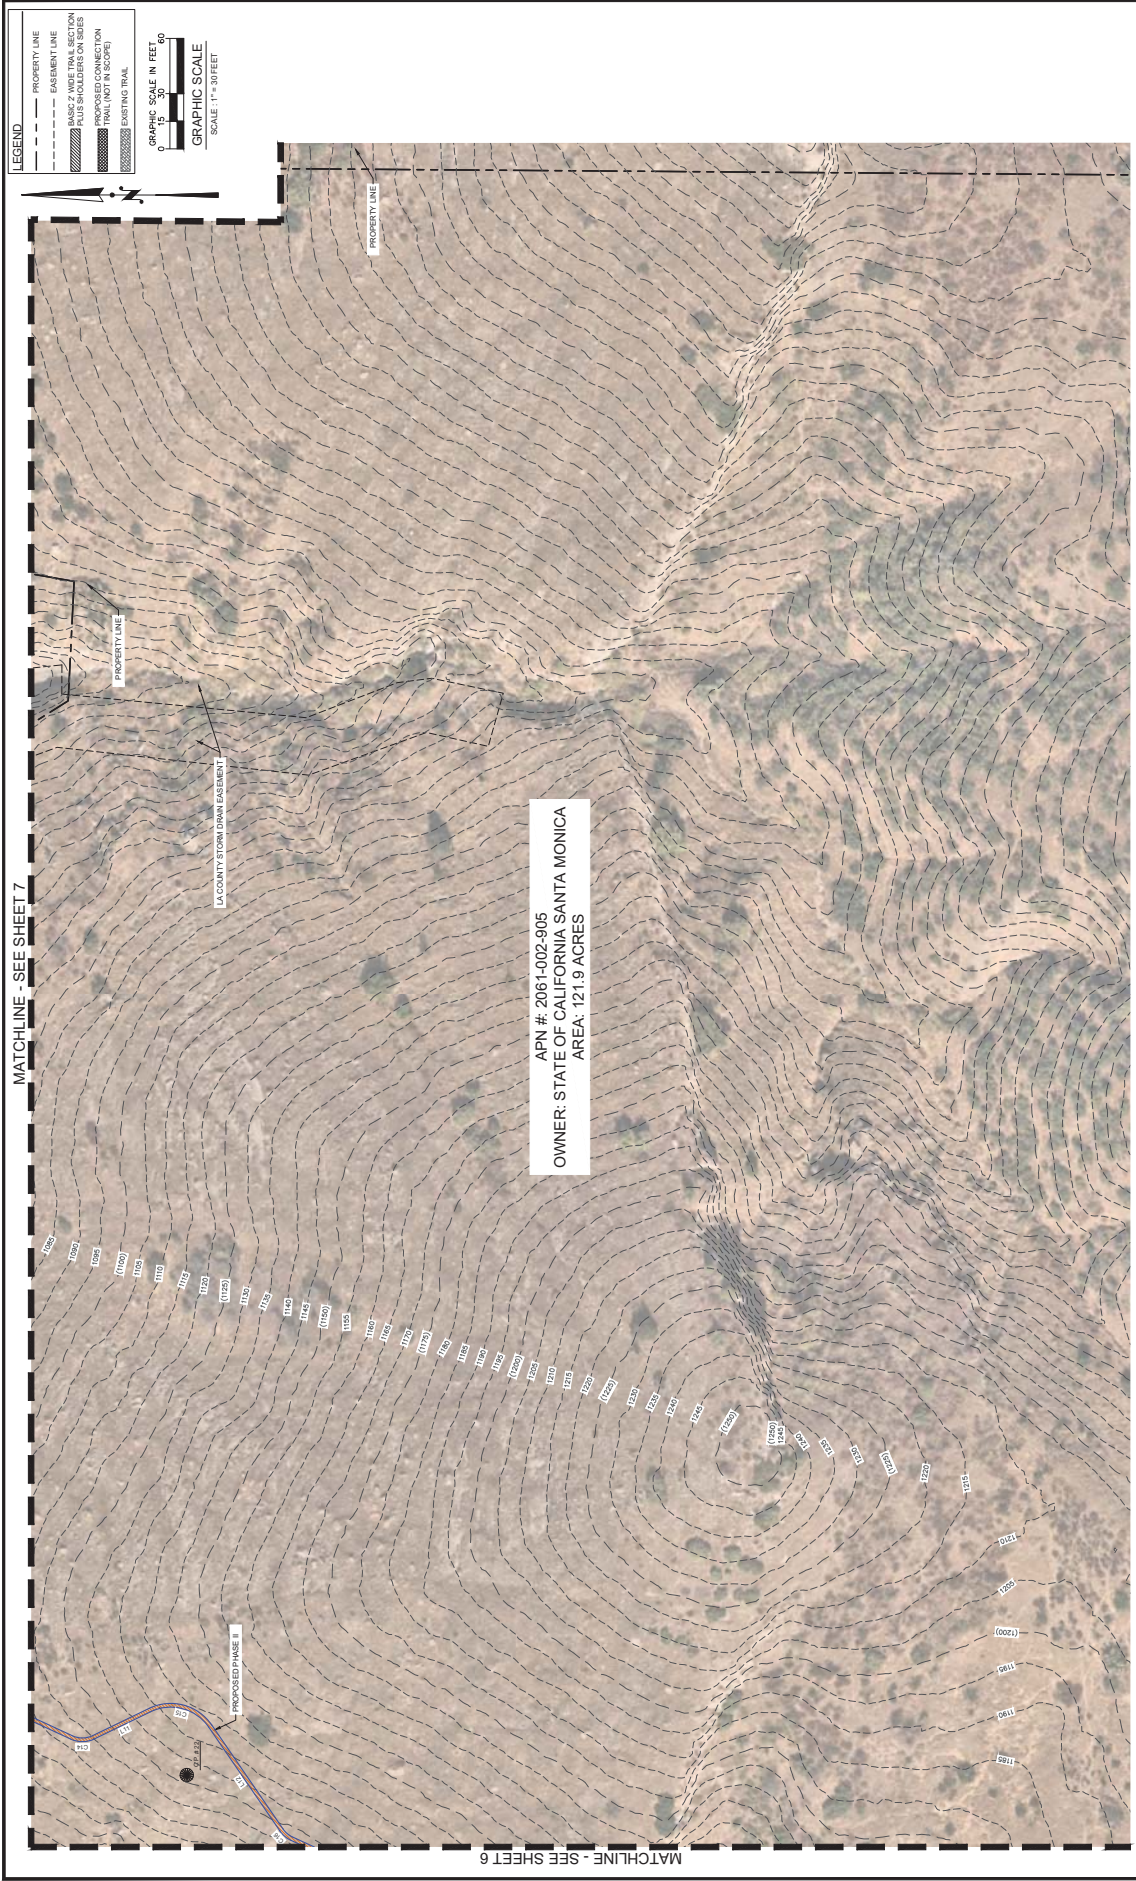 LEGEND
PROPERTY LINE
EASEMENT LINE
BASIC 2' WIDE TRAIL SECTION
PLUS SHOULDERS ON SIDES
PROPOSED CONNECTION
TRAIL (NOT IN SCOPE)
EXISTING TRAIL
GRAPHIC SCALE IN FEET
0 15 30 60
GRAPHIC SCALE
SCALE : 1" = 30 FEET
MATCHLINE - SEE SHEET 7
PROPERTY LINE
PROPERTY LINE
LA COUNTY STORM DRAIN EASEMENT
APN #: 2061-002-905
OWNER: STATE OF CALIFORNIA SANTA MONICA
AREA: 121.9 ACRES
1085
1090
1095
(1100)
1105
1110
1115
1120
(1125)
1130
1135
1140
1145
(1150)
1155
1160
1165
1170
(1175)
1180
1185
1190
1195
(1200)
1205
1210
1215
1220
(1225)
1230
1235
1240
1245
(1250)
(1250)
1245
1240
1235
1230
(1225)
1220
1215
1210
1205
(1200)
1195
1190
1185
PROPOSED PHASE II
C14
L11
C15
L12
C16
MATCHLINE - SEE SHEET 6